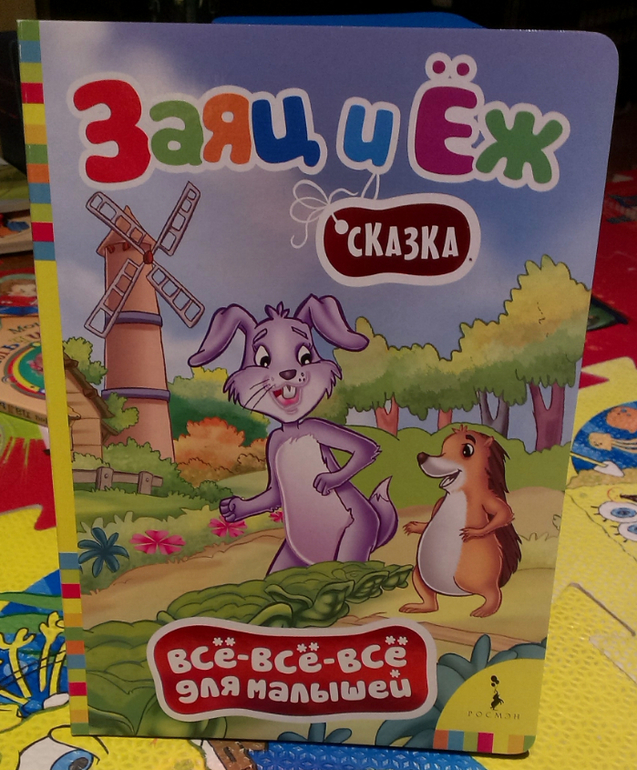 Заяц и Ёж
СКАЗКА
ВСЁ-ВСЁ-ВСЁ
для малышей
РОСМЭН